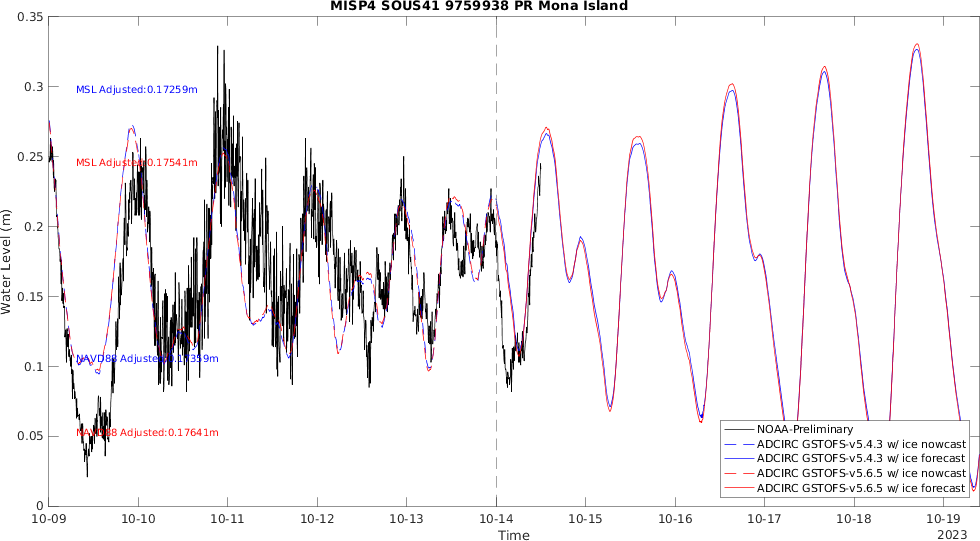 MISP4 SOUS41 9759938 PR Mona Island
0.35
0.3
0.25
0.2
0.15
0.1
0.05
0
Water Level (m)
MSL Adjusted:0.17259m
MSL Adjusted:0.17541m
NAVD88 Adjusted:0.17359m
NAVD88 Adjusted:0.17641m
NOAA-Preliminary
ADCIRC GSTOFS-v5.4.3 w/ ice nowcast
ADCIRC GSTOFS-v5.4.3 w/ ice forecast
ADCIRC GSTOFS-v5.6.5 w/ ice nowcast
ADCIRC GSTOFS-v5.6.5 w/ ice forecast
10-09 10-10 10-11 10-12 10-13 10-14 10-15 10-16 10-17 10-18 10-19
Time
2023